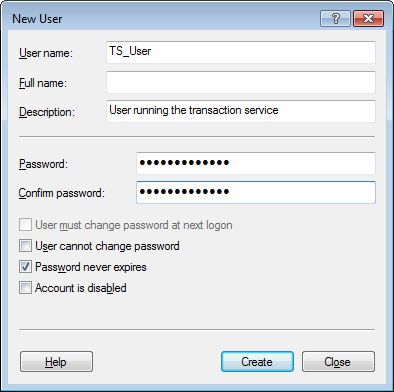 New User
?
User name:
TS_User
Full name:
Description:
User running the transaction service
Password:
●●●●●●●●●●●●●
Confirm password:
●●●●●●●●●●●●●
User must change password at next logon
User cannot change password
Password never expires
Account is disabled
Help
Create
Close